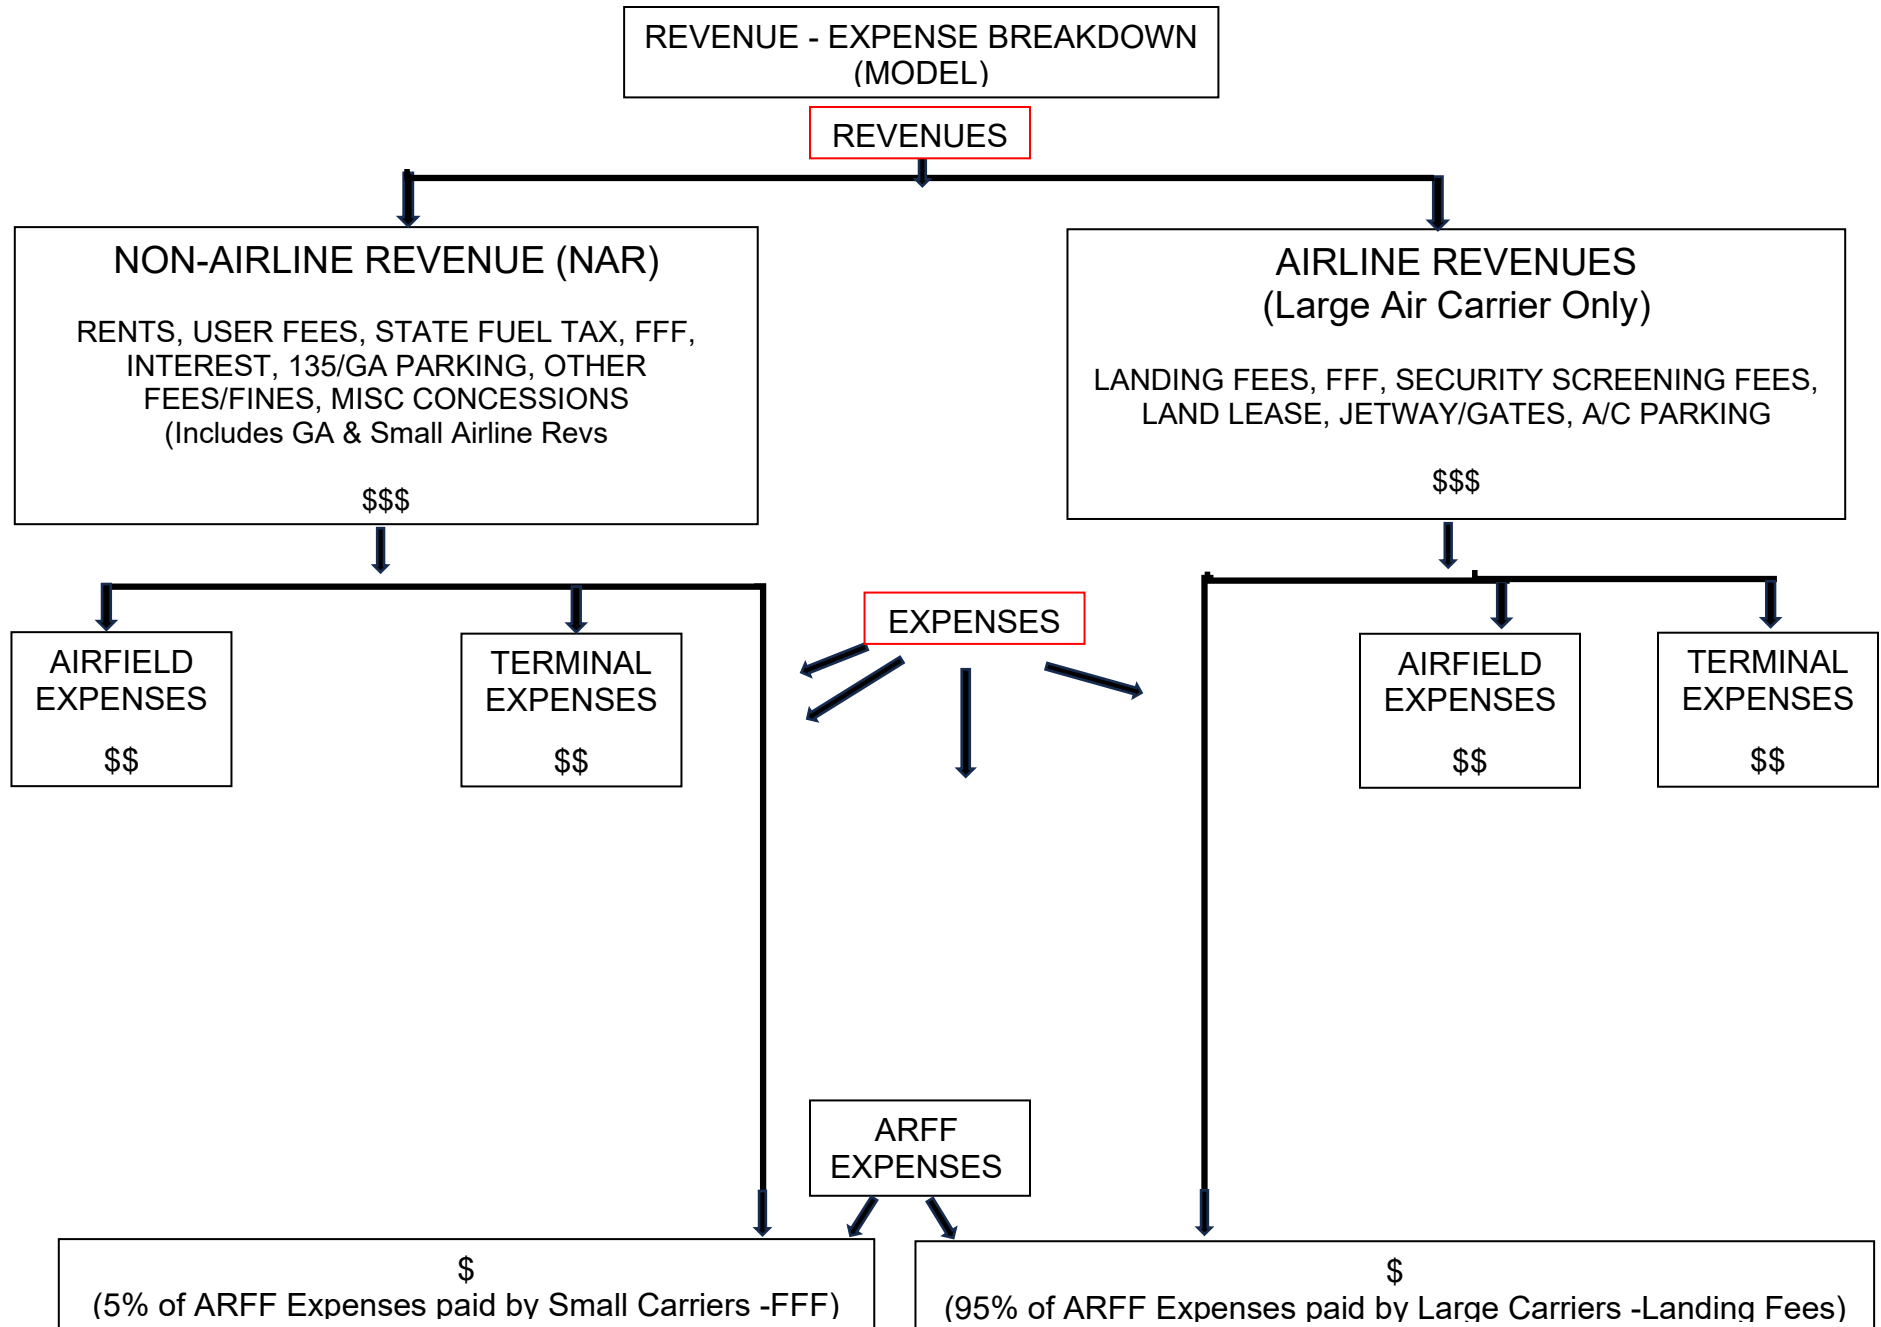 REVENUE - EXPENSE BREAKDOWN
(MODEL)
REVENUES
NON-AIRLINE REVENUE (NAR)
RENTS, USER FEES, STATE FUEL TAX, FFF,
INTEREST, 135/GA PARKING, OTHER
FEES/FINES, MISC CONCESSIONS
(Includes GA & Small Airline Revs
$$$
AIRLINE REVENUES
(Large Air Carrier Only)
LANDING FEES, FFF, SECURITY SCREENING FEES,
LAND LEASE, JETWAY/GATES, A/C PARKING
$$$
EXPENSES
AIRFIELD
EXPENSES
$$
TERMINAL
EXPENSES
$$
AIRFIELD
EXPENSES
$$
TERMINAL
EXPENSES
$$
ARFF
EXPENSES
$
(5% of ARFF Expenses paid by Small Carriers -FFF)
$
(95% of ARFF Expenses paid by Large Carriers -Landing Fees)